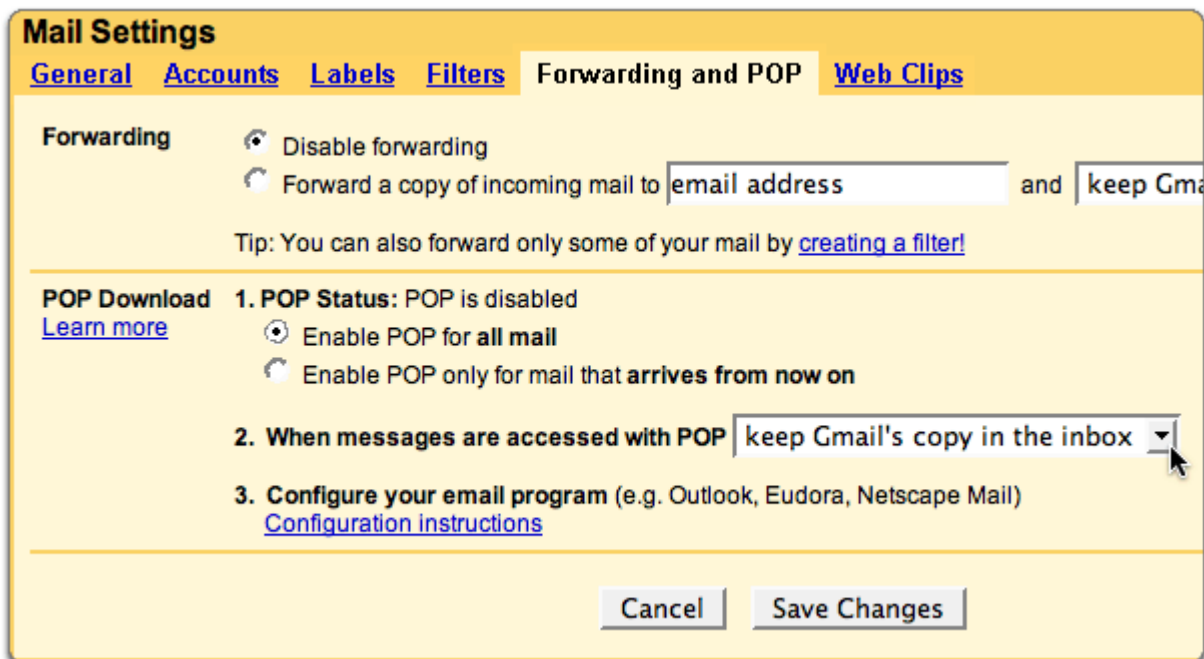 Mail Settings
General Accounts Labels Filters Forwarding and POP Web Clips
Forwarding Disable forwarding
Forward a copy of incoming mail to email address and keep
Tip: You can also forward only some of your mail by creating a filter!
POP Download 1. POP Status: POP is disabled
Learn more Enable POP for all mail
Enable POP only for mail that arrives from now on
2. When messages are accessed with POP keep Gmail's copy in the inbox
3. Configure your email program (e.g. Outlook, Eudora, Netscape Mail)
Configuration instructions
Cancel Save Changes